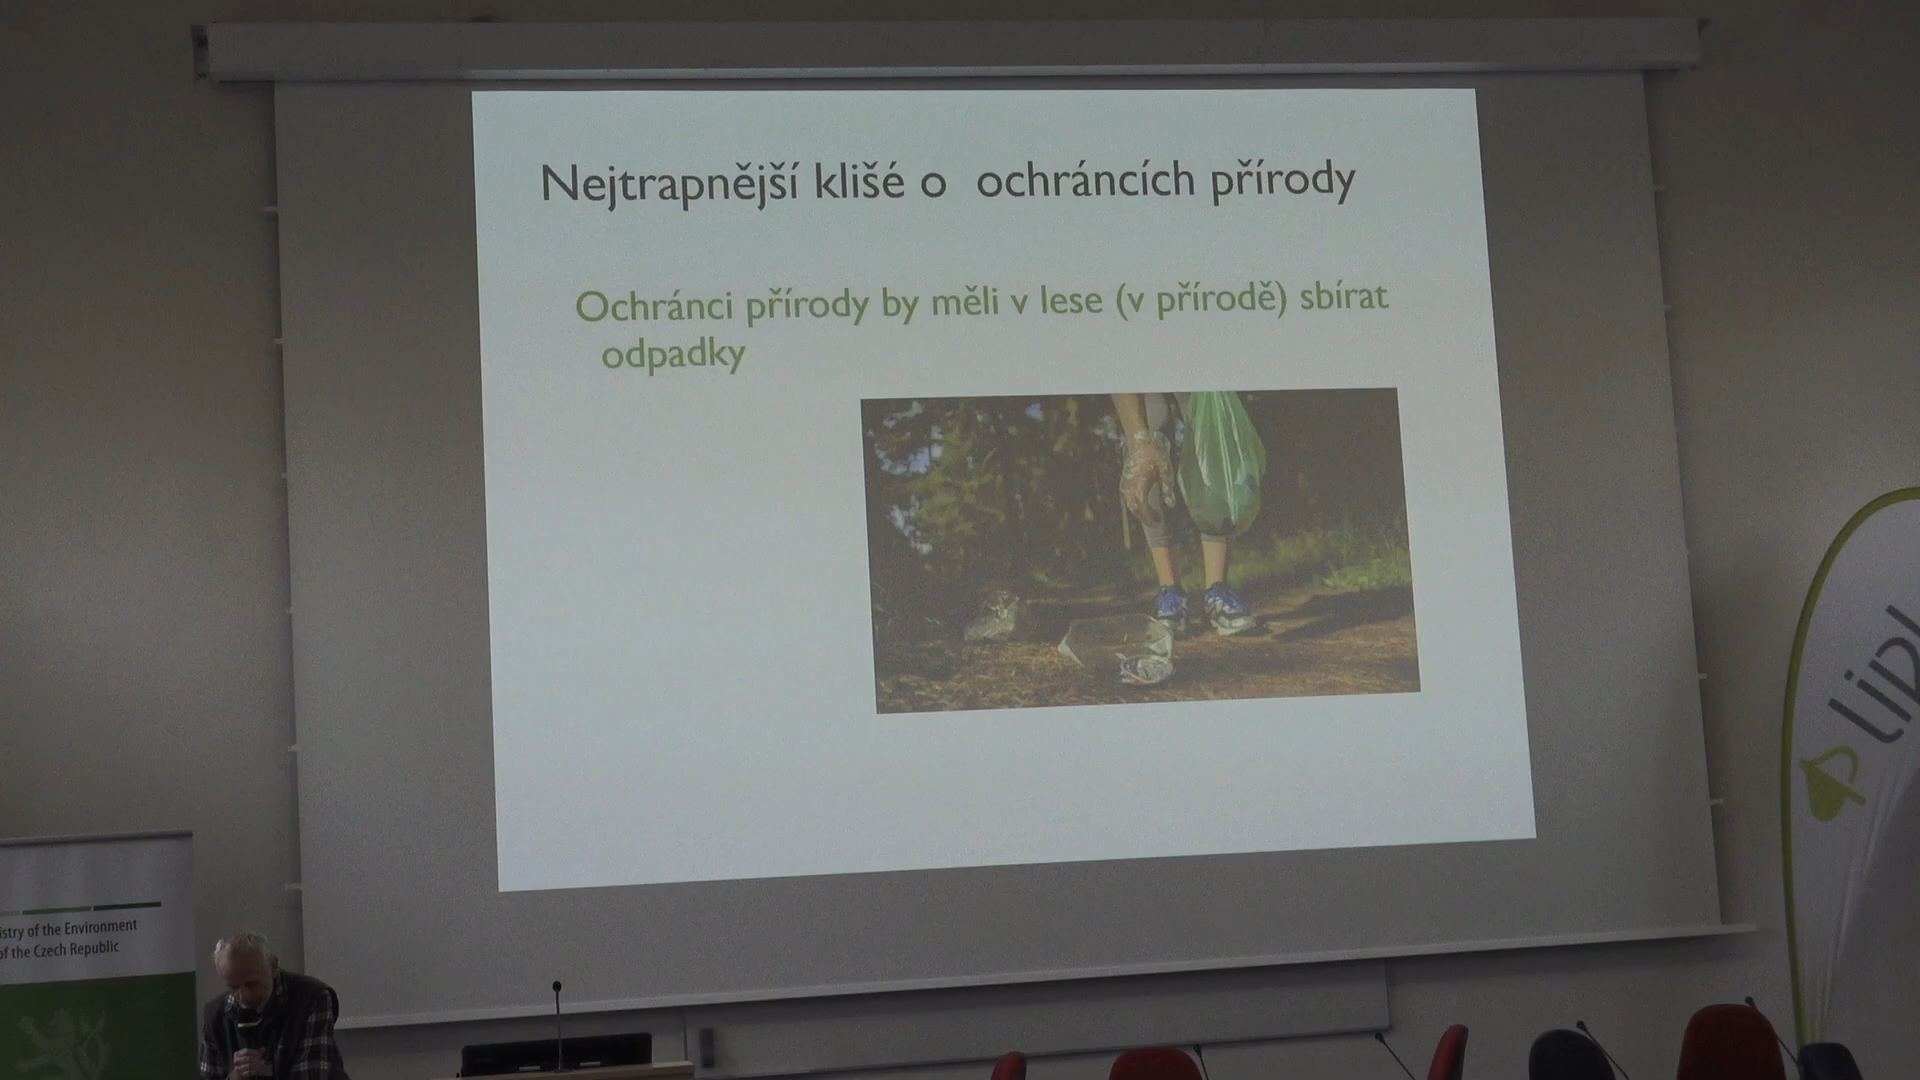 Nejtrapnější klišé o ochráncích přírody
Ochránci přírody by měli v lese (v přírodě) sbírat
odpadky
istry of the Environment
of the Czech Republic